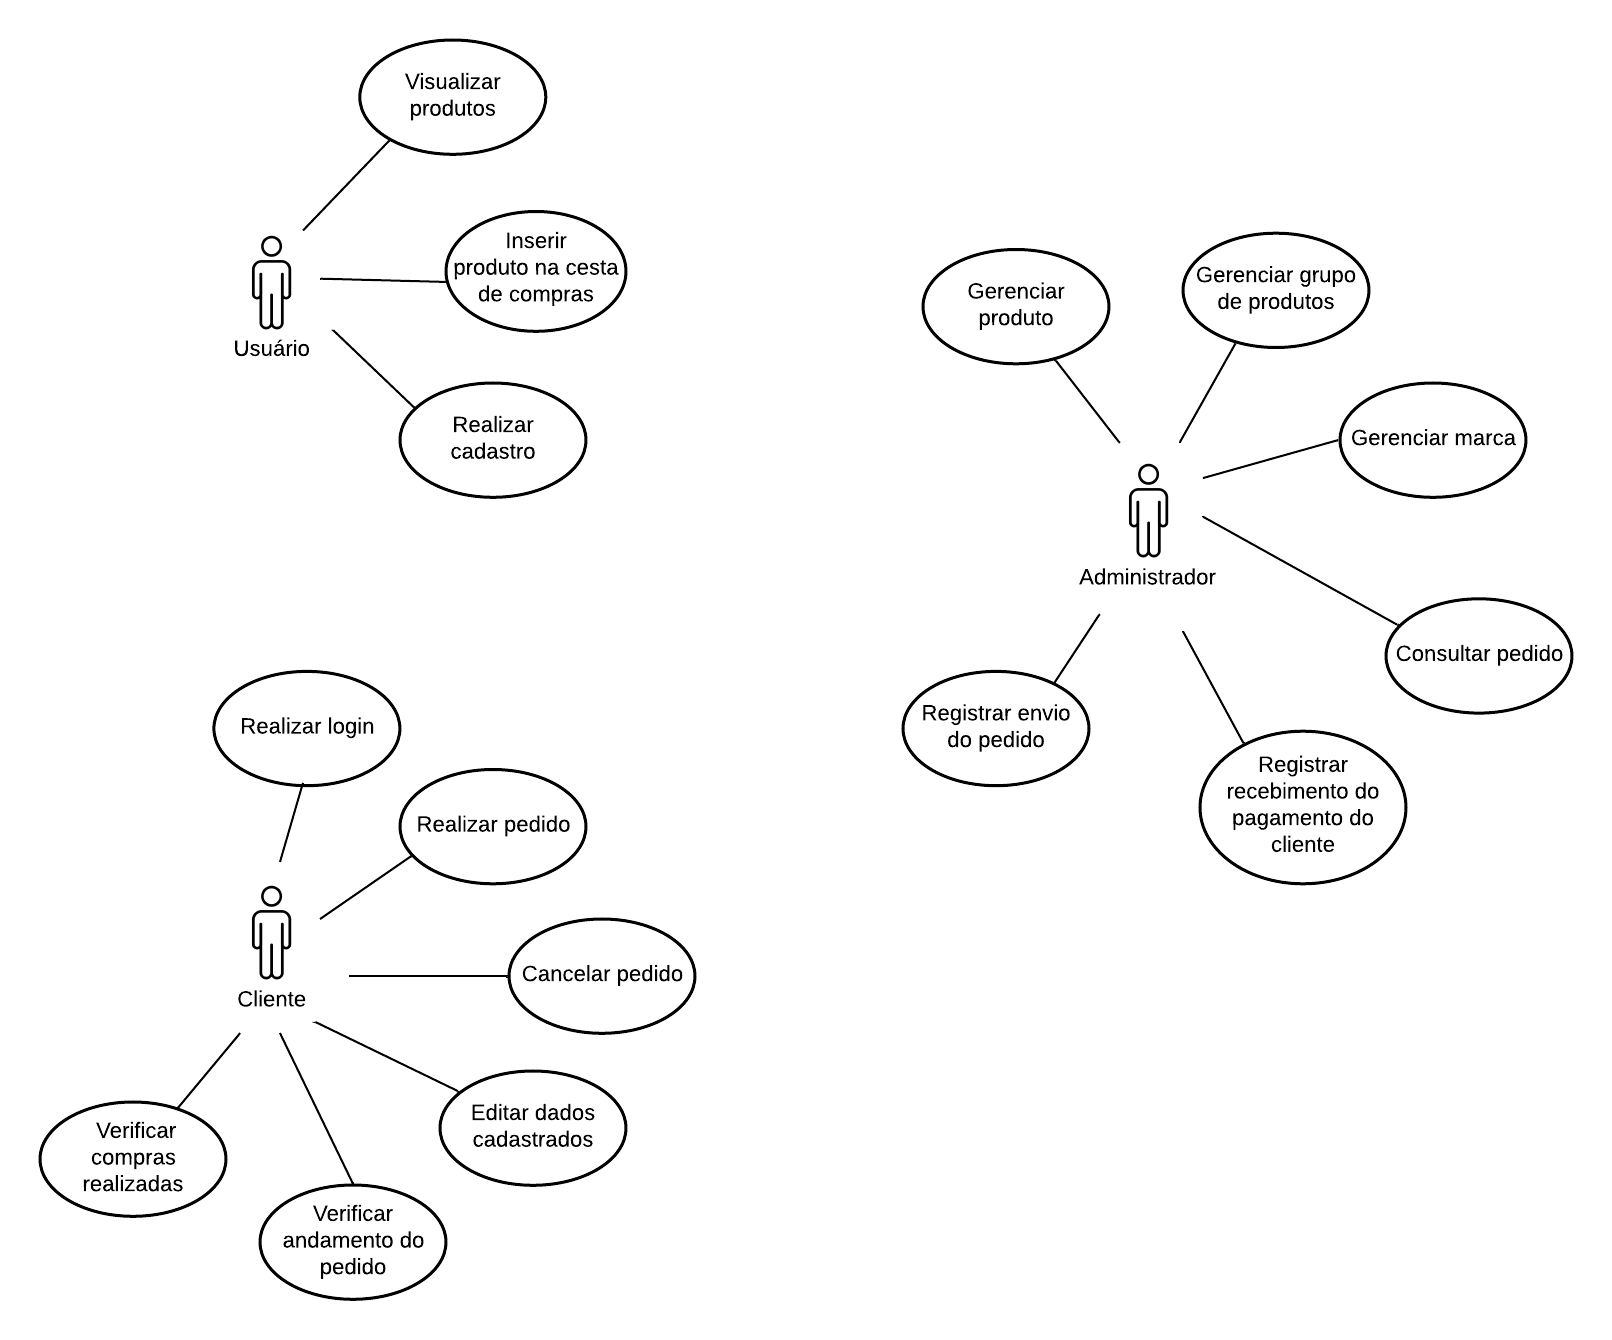 Visualizar
produtos
Inserir
produto na cesta
de compras
Usuário
Realizar
cadastro
Gerenciar
produto
Gerenciar grupo
de produtos
Gerenciar marca
Administrador
Consultar pedido
Registrar envio
do pedido
Registrar
recebimento do
pagamento do
cliente
Realizar login
Realizar pedido
Cancelar pedido
Cliente
Editar dados
cadastrados
Verificar
compras
realizadas
Verificar
andamento do
pedido